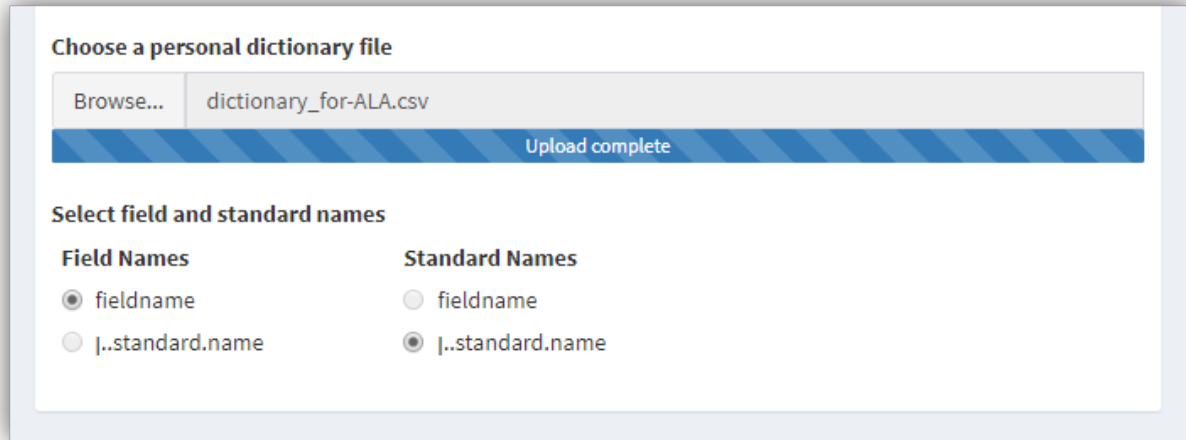 Choose a personal dictionary file
Browse... dictionary_for-ALA.csv
Upload complete
Select field and standard names
Field Names Standard Names
fieldname fieldname
|..standard.name |..standard.name